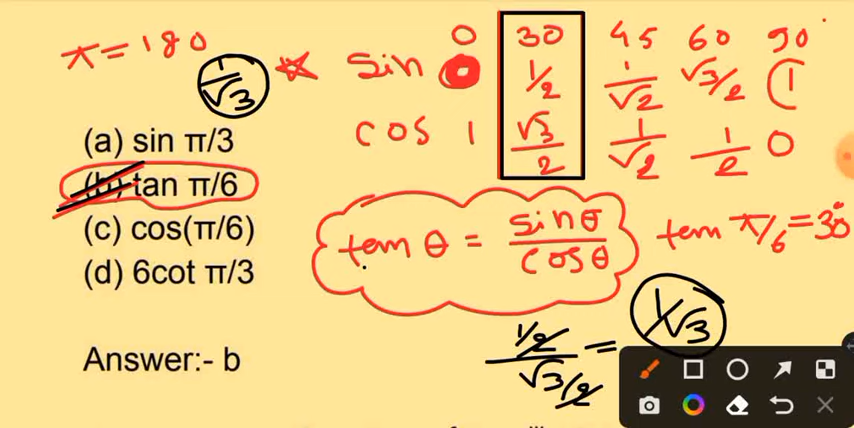 π = 180
1/√3
0 30 45 60 90
sin 1/2 1/√2 √3/2 1
cos 1 √3/2 1/√2 1/2 0
(a) sin π/3
(b) tan π/6
(c) cos(π/6)
(d) 6cot π/3
tan θ = sinθ/cosθ
tan π/6 = 30°
1/2 / √3/2 = 1/√3
Answer:- b